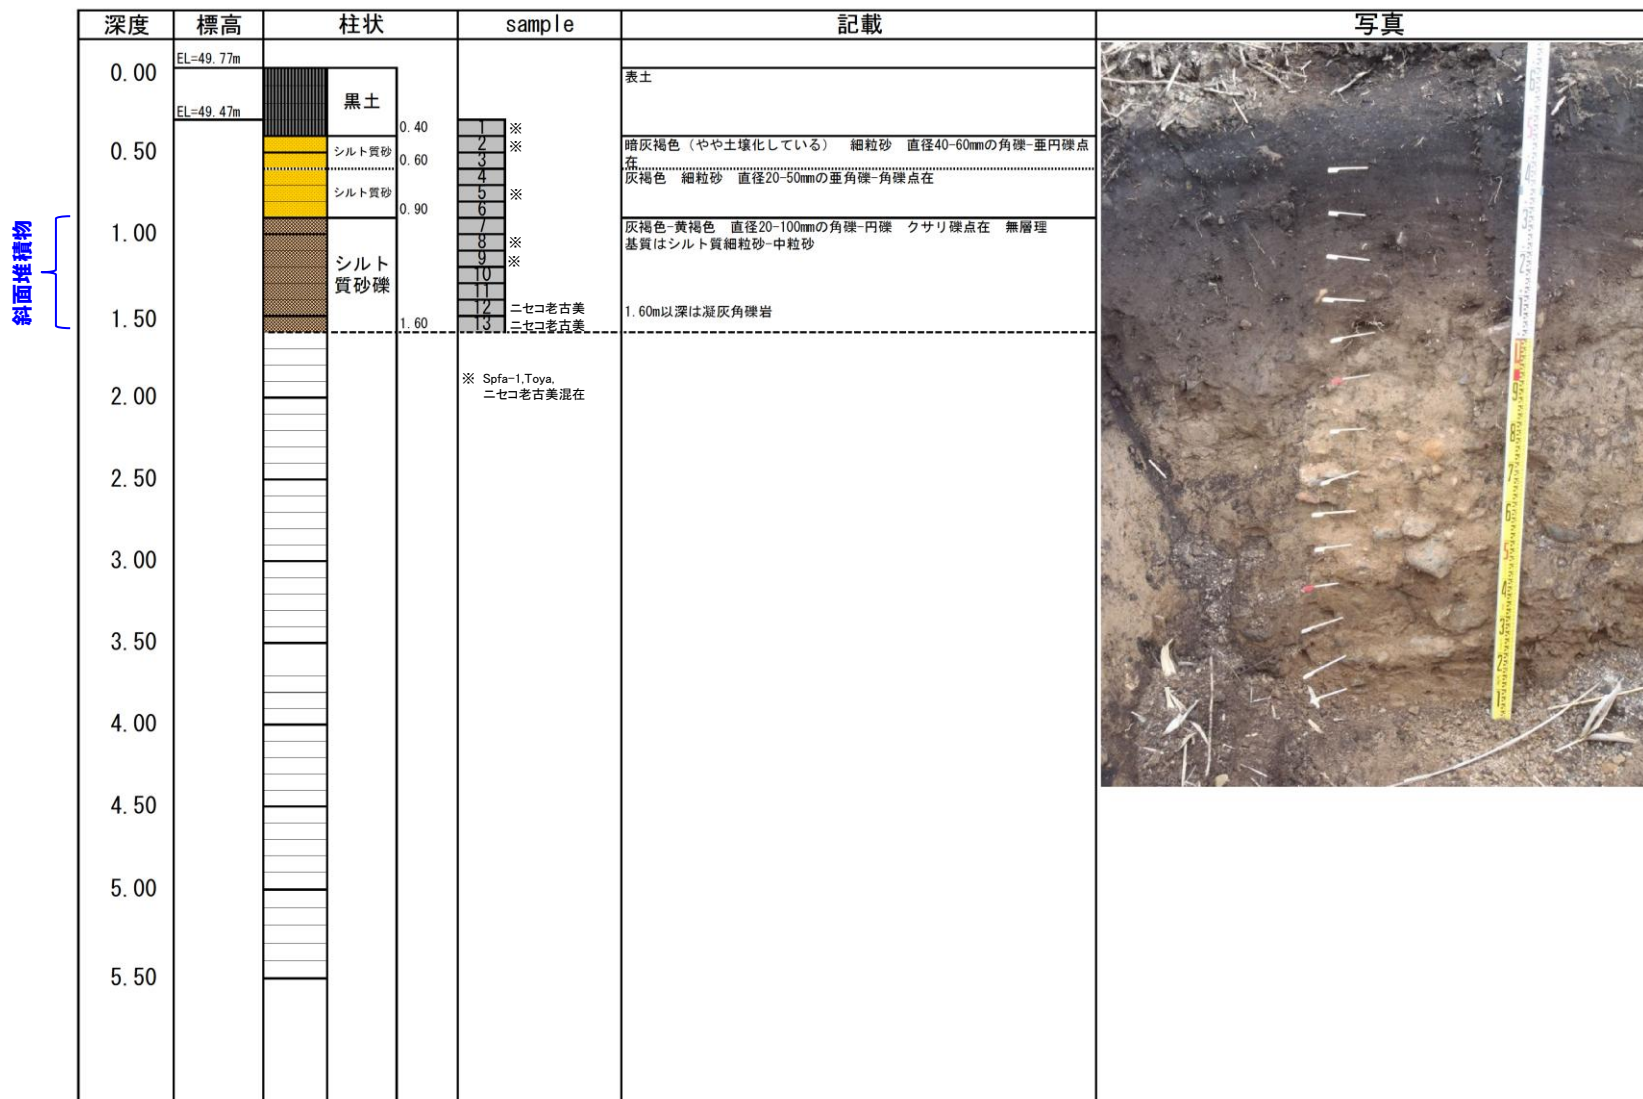 深度 標高 柱状 sample 記載 写真
EL=49.77m
0.00
表土
黒土
EL=49.47m
0.40
1 ※
2 ※
0.50
シルト質砂
0.60
3
暗灰褐色（やや土壌化している） 細粒砂 直径40-60mmの角礫-亜円礫点
在
4
灰褐色 細粒砂 直径20-50mmの亜角礫-角礫点在
シルト質砂
5 ※
0.90
6
斜面堆積物
7
灰褐色-黄褐色 直径20-100mmの角礫-円礫 クサリ礫点在 無層理
1.00
8 ※
基質はシルト質細粒砂-中粒砂
9 ※
シルト
質砂礫
10
11
12 ニセコ老古美
1.60m以深は凝灰角礫岩
1.50
1.60
13 ニセコ老古美
※ Spfa-1,Toya,
ニセコ老古美混在
2.00
2.50
3.00
3.50
4.00
4.50
5.00
5.50